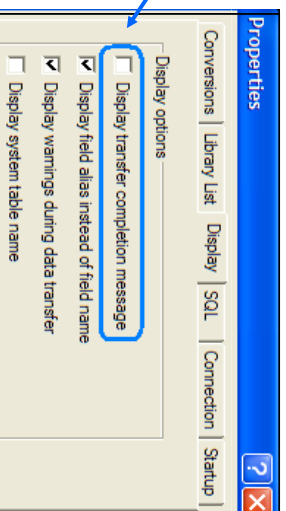 Properties
Conversions Library List Display SQL Connection Startup
Display options
Display transfer completion message
Display field alias instead of field name
Display warnings during data transfer
Display system table name